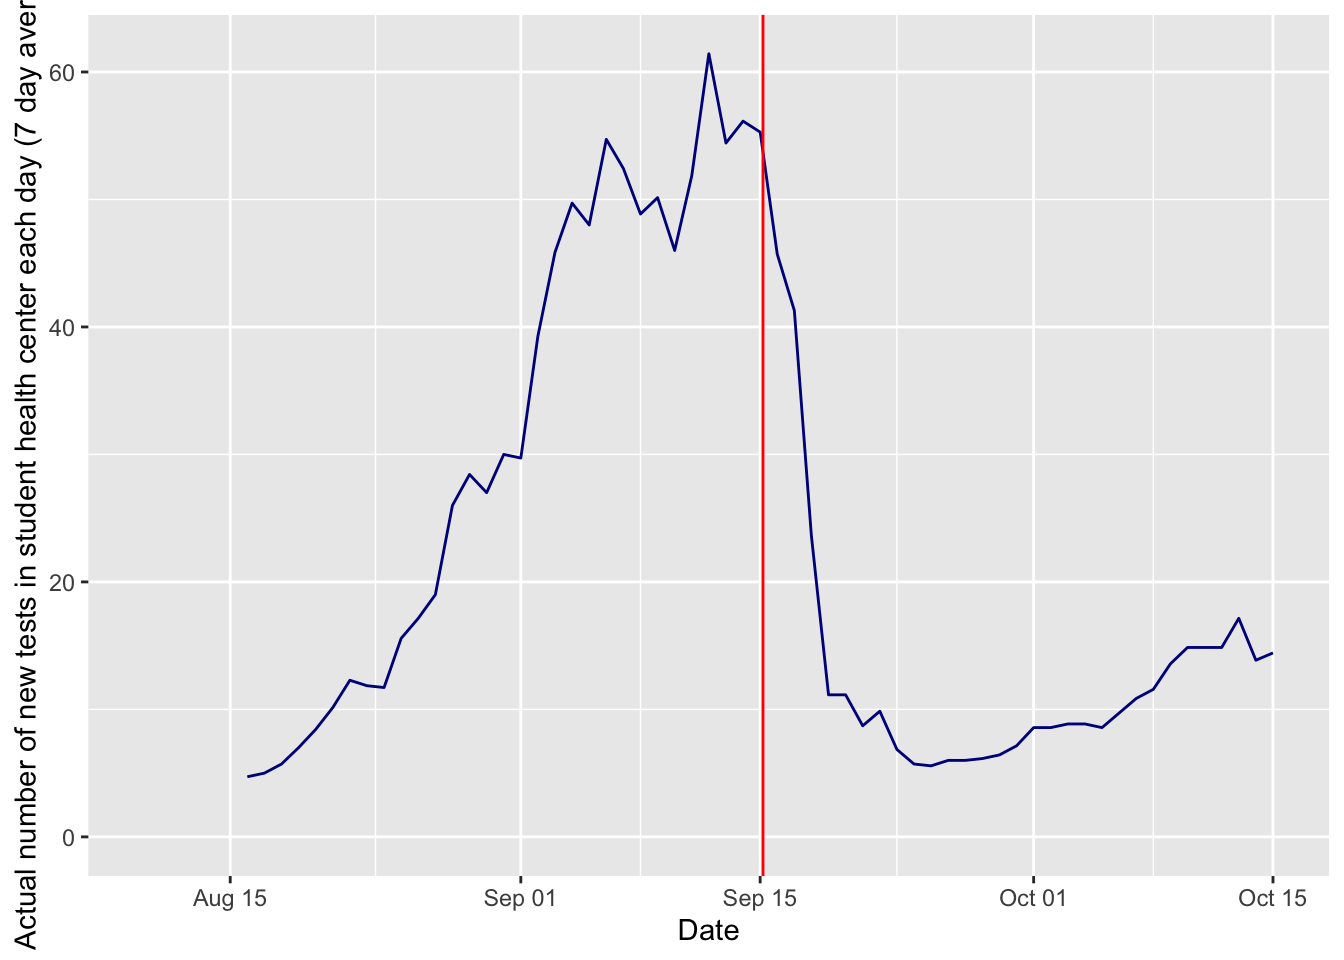 Actual number of new tests in student health center each day (7 day aver
60
40
20
0
Aug 15
Sep 01
Sep 15
Oct 01
Oct 15
Date